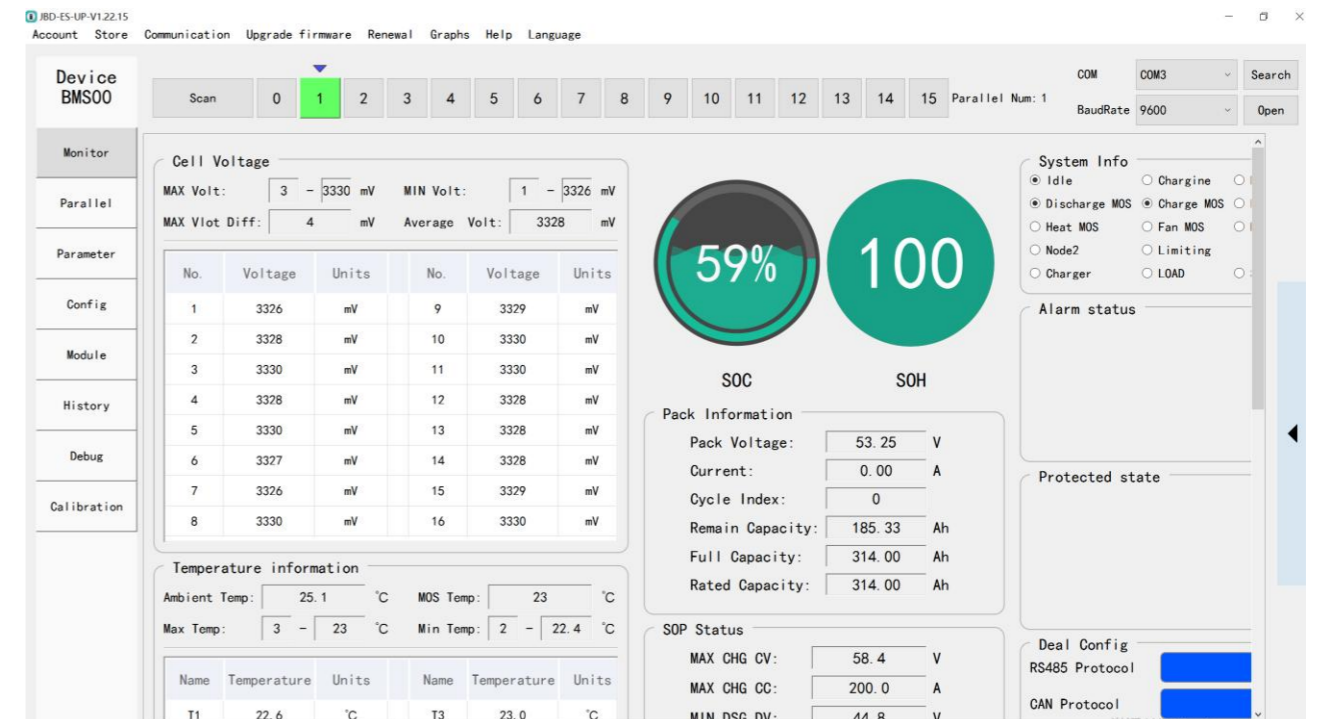 JBD-ES-UP-V1.22.15
Account Store Communication Upgrade firmware Renewal Graphs Help Language
Device
BMS00
Scan 0 1 2 3 4 5 6 7 8 9 10 11 12 13 14 15 Parallel Num: 1
COM COM3 Search
BaudRate 9600 Open
Monitor
Parallel
Parameter
Config
Module
History
Debug
Calibration
Cell Voltage
MAX Volt: 3 - 3330 mV MIN Volt: 1 - 3326 mV
MAX Vlot Diff: 4 mV Average Volt: 3328 mV
No. Voltage Units No. Voltage Units
1 3326 mV 9 3329 mV
2 3328 mV 10 3330 mV
3 3330 mV 11 3330 mV
4 3328 mV 12 3328 mV
5 3330 mV 13 3328 mV
6 3327 mV 14 3328 mV
7 3326 mV 15 3329 mV
8 3330 mV 16 3330 mV
Temperature information
Ambient Temp: 25.1 °C MOS Temp: 23 °C
Max Temp: 3 - 23 °C Min Temp: 2 - 22.4 °C
Name Temperature Units Name Temperature Units
T1 22.6 °C T3 23.0 °C
59%
SOC
100
SOH
Pack Information
Pack Voltage: 53.25 V
Current: 0.00 A
Cycle Index: 0
Remain Capacity: 185.33 Ah
Full Capacity: 314.00 Ah
Rated Capacity: 314.00 Ah
SOP Status
MAX CHG CV: 58.4 V
MAX CHG CC: 200.0 A
MIN DSG DV: 44.8 V
System Info
Idle Chargine
Discharge MOS Charge MOS
Heat MOS Fan MOS
Node2 Limiting
Charger LOAD
Alarm status
Protected state
Deal Config
RS485 Protocol
CAN Protocol